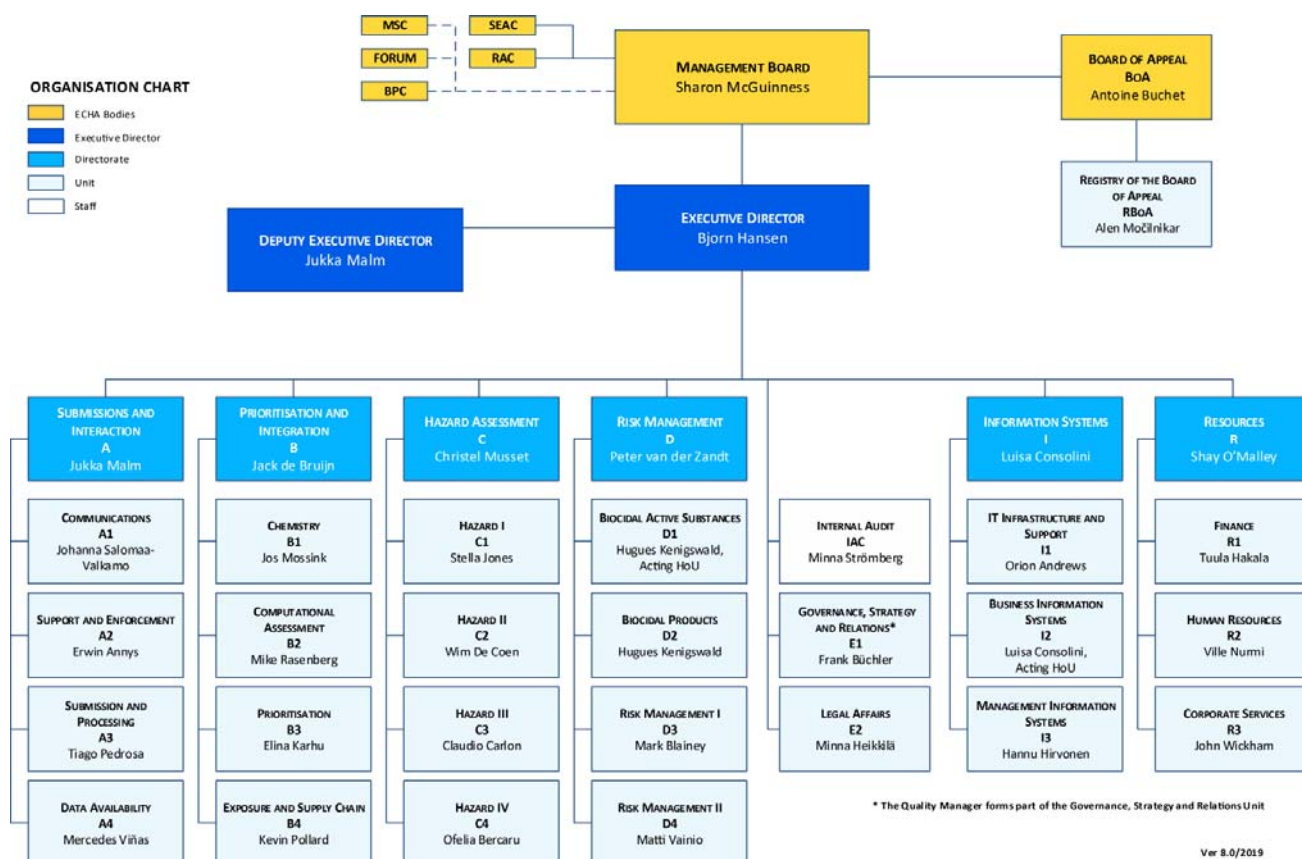 MSC
SEAC
FORUM
RAC
BPC
MANAGEMENT BOARD
Sharon McGuinness
BOARD OF APPEAL
BOA
Antoine Buchet
ORGANISATION CHART
ECHA Bodies
Executive Director
Directorate
Unit
Staff
REGISTRY OF THE BOARD
OF APPEAL
RBOA
Alen Močilnikar
DEPUTY EXECUTIVE DIRECTOR
Jukka Malm
EXECUTIVE DIRECTOR
Bjorn Hansen
SUBMISSIONS AND
INTERACTION
A
Jukka Malm
PRIORITISATION AND
INTEGRATION
B
Jack de Bruijn
HAZARD ASSESSMENT
C
Christel Musset
RISK MANAGEMENT
D
Peter van der Zandt
INFORMATION SYSTEMS
I
Luisa Consolini
RESOURCES
R
Shay O'Malley
COMMUNICATIONS
A1
Johanna Salomaa-
Valkamo
CHEMISTRY
B1
Jos Mossink
HAZARD I
C1
Stella Jones
BIOCIDAL ACTIVE SUBSTANCES
D1
Hugues Kenigswald,
Acting HoU
INTERNAL AUDIT
IAC
Minna Strömberg
IT INFRASTRUCTURE AND
SUPPORT
I1
Orion Andrews
FINANCE
R1
Tuula Hakala
SUPPORT AND ENFORCEMENT
A2
Erwin Annys
COMPUTATIONAL
ASSESSMENT
B2
Mike Rasenberg
HAZARD II
C2
Wim De Coen
BIOCIDAL PRODUCTS
D2
Hugues Kenigswald
GOVERNANCE, STRATEGY
AND RELATIONS*
E1
Frank Büchler
BUSINESS INFORMATION
SYSTEMS
I2
Luisa Consolini,
Acting HoU
HUMAN RESOURCES
R2
Ville Nurmi
SUBMISSION AND
PROCESSING
A3
Tiago Pedrosa
PRIORITISATION
B3
Elina Karhu
HAZARD III
C3
Claudio Carlon
RISK MANAGEMENT I
D3
Mark Blainey
LEGAL AFFAIRS
E2
Minna Heikkilä
MANAGEMENT INFORMATION
SYSTEMS
I3
Hannu Hirvonen
CORPORATE SERVICES
R3
John Wickham
DATA AVAILABILITY
A4
Mercedes Viñas
EXPOSURE AND SUPPLY CHAIN
B4
Kevin Pollard
HAZARD IV
C4
Ofelia Bercaru
RISK MANAGEMENT II
D4
Matti Vainio
* The Quality Manager forms part of the Governance, Strategy and Relations Unit
Ver 8.0/2019